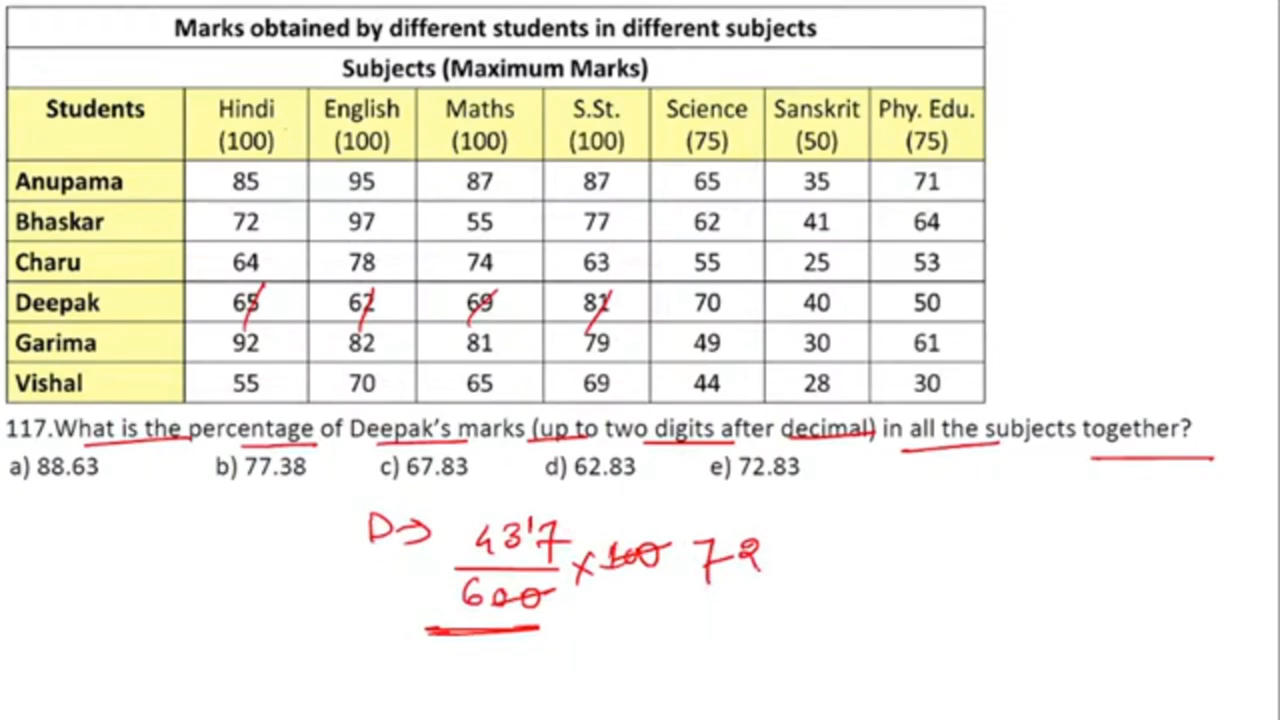 Marks obtained by different students in different subjects
Subjects (Maximum Marks)
Students Hindi (100) English (100) Maths (100) S.St. (100) Science (75) Sanskrit (50) Phy. Edu. (75)
Anupama 85 95 87 87 65 35 71
Bhaskar 72 97 55 77 62 41 64
Charu 64 78 74 63 55 25 53
Deepak 65 62 69 81 70 40 50
Garima 92 82 81 79 49 30 61
Vishal 55 70 65 69 44 28 30
117.What is the percentage of Deepak's marks (up to two digits after decimal) in all the subjects together?
a) 88.63 b) 77.38 c) 67.83 d) 62.83 e) 72.83
D→ 43'7 × 100 72
600